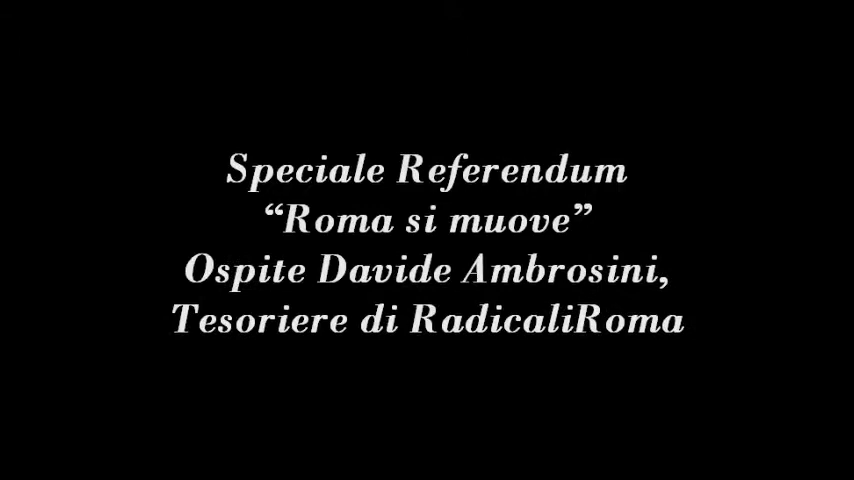 Speciale Referendum
“Roma si muove”
Ospite Davide Ambrosini,
Tesoriere di RadicaliRoma